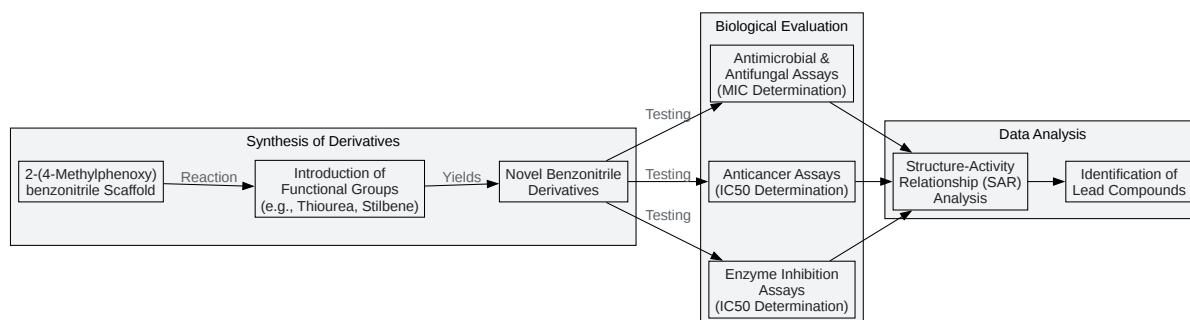 Biological Evaluation
Antimicrobial &
Antifungal Assays
(MIC Determination)
Testing
Synthesis of Derivatives
Data Analysis
2-(4-Methylphenoxy)
benzonitrile Scaffold
Reaction
Introduction of
Functional Groups
(e.g., Thiourea, Stilbene)
Yields
Novel Benzonitrile
Derivatives
Testing
Anticancer Assays
(IC50 Determination)
Structure-Activity
Relationship (SAR)
Analysis
Identification of
Lead Compounds
Testing
Enzyme Inhibition
Assays
(IC50 Determination)